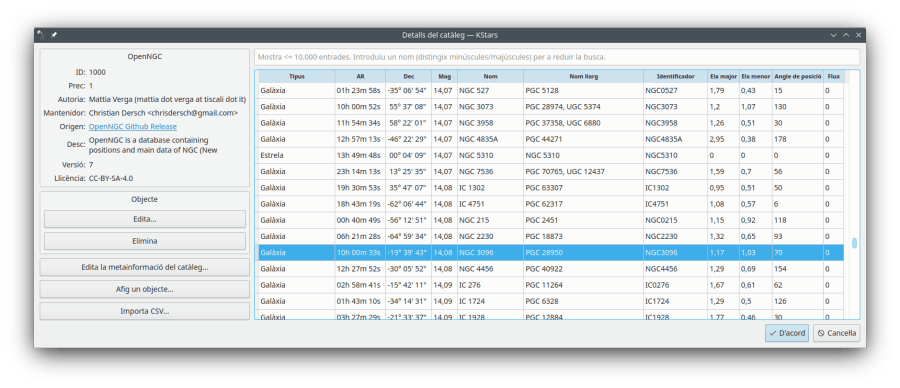 Detalls del catàleg — KStars
OpenNGC
ID: 1000
Prec: 1
Autoria: Mattia Verga (mattia dot verga at tiscali dot it)
Mantenidor: Christian Dersch <chrisdersch@gmail.com>
Origen: OpenNGC Github Release
Desc: OpenNGC is a database containing
positions and main data of NGC (New
Versió: 7
Llicència: CC-BY-SA-4.0
Objecte
Edita...
Elimina
Edita la metainformació del catàleg...
Afig un objecte...
Importa CSV...
Mostra <= 10.000 entrades. Introduïu un nom (distingix minúscules/majúscules) per a reduir la busca.
Tipus AR Dec Mag Nom Nom llarg Identificador Eix major Eix menor Angle de posició Flux
Galàxia 01h 23m 58s -35° 06' 54" 14,07 NGC 527 PGC 5128 NGC0527 1,79 0,43 15 0
Galàxia 10h 00m 52s 55° 37' 08" 14,07 NGC 3073 PGC 28974, UGC 5374 NGC3073 1,2 1,07 130 0
Galàxia 11h 54m 34s 58° 22' 01" 14,07 NGC 3958 PGC 37358, UGC 6880 NGC3958 1,26 0,51 30 0
Galàxia 12h 57m 13s -46° 22' 29" 14,07 NGC 4835A PGC 44271 NGC4835A 2,95 0,38 178 0
Estrela 13h 49m 48s 00° 04' 09" 14,07 NGC 5310 NGC 5310 NGC5310 0 0 0 0
Galàxia 23h 14m 13s 13° 25' 35" 14,07 NGC 7536 PGC 70765, UGC 12437 NGC7536 1,59 0,7 56 0
Galàxia 19h 30m 53s 35° 47' 07" 14,08 IC 1302 PGC 63307 IC1302 0,95 0,51 50 0
Galàxia 18h 43m 19s -62° 06' 44" 14,08 IC 4751 PGC 62317 IC4751 1,08 0,57 6 0
Galàxia 00h 40m 49s -56° 12' 51" 14,08 NGC 215 PGC 2451 NGC0215 1,15 0,92 118 0
Galàxia 06h 21m 28s -64° 59' 34" 14,08 NGC 2230 PGC 18873 NGC2230 1,32 0,65 93 0
Galàxia 10h 00m 33s -19° 39' 43" 14,08 NGC 3096 PGC 28950 NGC3096 1,17 1,03 70 0
Galàxia 12h 27m 52s -30° 05' 52" 14,08 NGC 4456 PGC 40922 NGC4456 1,29 0,69 154 0
Galàxia 02h 58m 41s -15° 42' 11" 14,09 IC 276 PGC 11264 IC0276 1,67 0,61 62 0
Galàxia 01h 43m 10s -34° 14' 31" 14,09 IC 1724 PGC 6328 IC1724 1,29 0,5 126 0
Galàxia 03h 27m 29s -21° 33' 37" 14,09 IC 1928 PGC 12884 IC1928 1,77 0,46 30 0
D'acord
Cancel·la